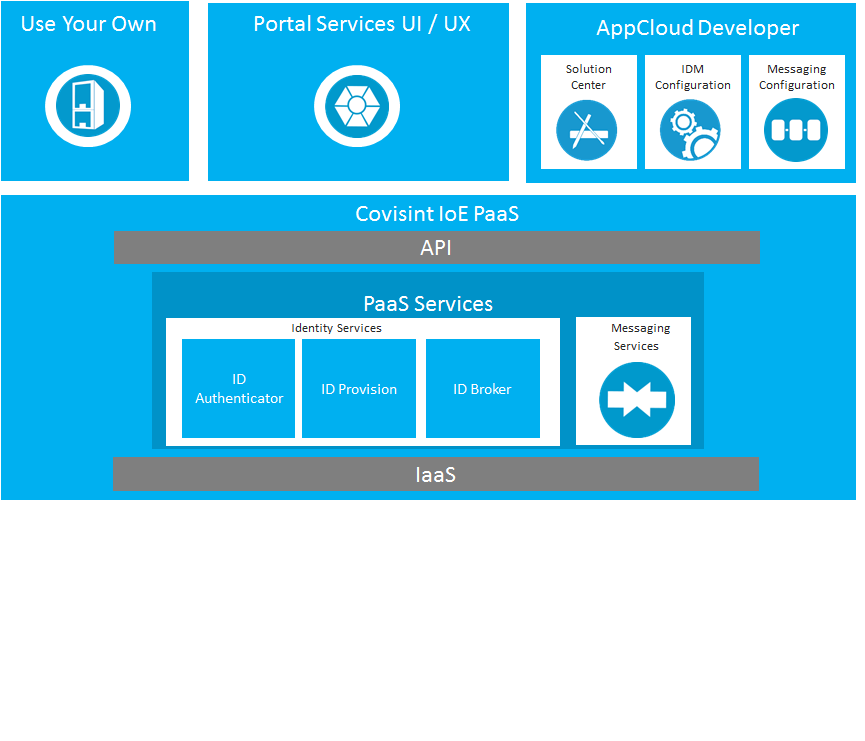 Use Your Own
Portal Services UI / UX
AppCloud Developer
Solution
Center
IDM
Configuration
Messaging
Configuration
Covisint IoE PaaS
API
PaaS Services
Identity Services
ID
Authenticator
ID Provision
ID Broker
Messaging
Services
IaaS